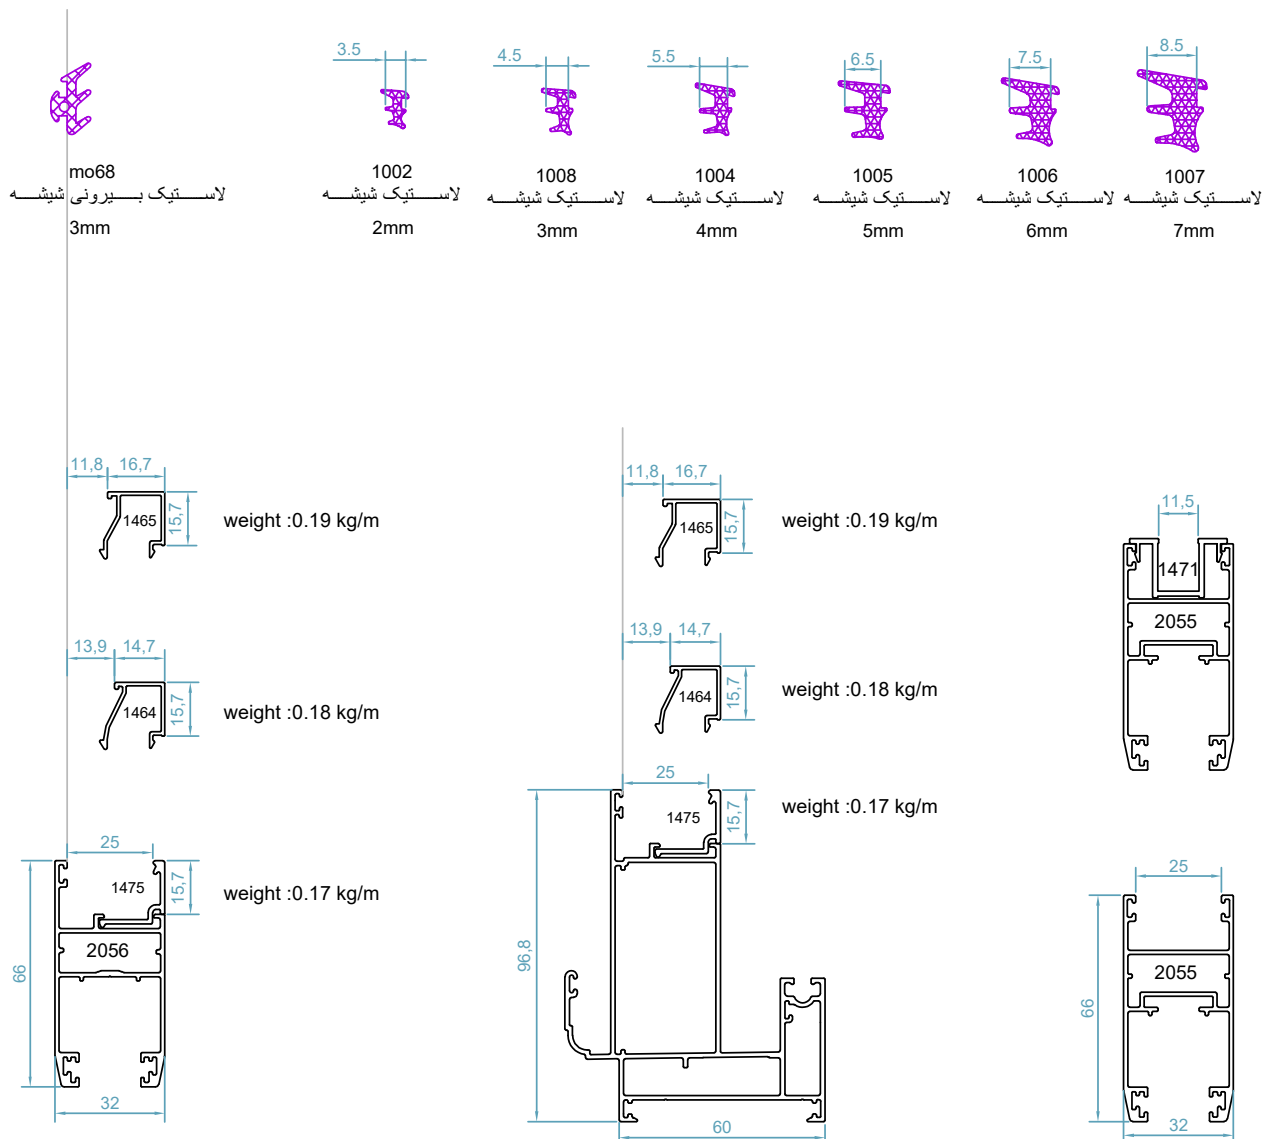 3.5
4.5
5.5
6.5
7.5
8.5
mo68
لاستیک بیرونی شیشه
3mm
1002
لاستیک شیشه
2mm
1008
لاستیک شیشه
3mm
1004
لاستیک شیشه
4mm
1005
لاستیک شیشه
5mm
1006
لاستیک شیشه
6mm
1007
لاستیک شیشه
7mm
11,8
16,7
1465
15,7
weight :0.19 kg/m
13,9
14,7
1464
15,7
weight :0.18 kg/m
25
1475
15,7
weight :0.17 kg/m
2056
66
32
11,8
16,7
1465
15,7
weight :0.19 kg/m
13,9
14,7
1464
15,7
weight :0.18 kg/m
25
1475
15,7
weight :0.17 kg/m
96,8
60
11,5
1471
2055
25
2055
66
32